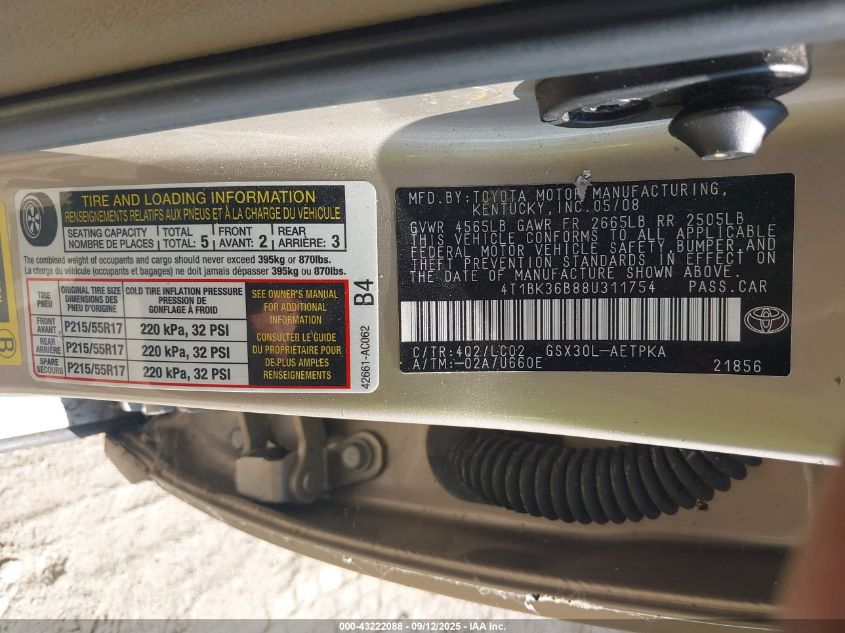 TIRE AND LOADING INFORMATION
RENSEIGNEMENTS RELATIFS AUX PNEUS ET À LA CHARGE DU VÉHICULE
SEATING CAPACITY TOTAL: 5 FRONT 2 REAR 3
NOMBRE DE PLACES TOTAL: AVANT: ARRIÈRE:
The combined weight of occupants and cargo should never exceed 395kg or 870lbs.
La charge du véhicule (occupants et bagages) ne doit jamais dépasser 395kg ou 870lbs.
TIRE PNEU
ORIGINAL TIRE SIZE DIMENSIONS DES PNEU D'ORIGINE
COLD TIRE INFLATION PRESSURE PRESSION DE GONFLAGE À FROID
FRONT AVANT P215/55R17 220 kPa, 32 PSI
REAR ARRIÈRE P215/55R17 220 kPa, 32 PSI
SPARE SECOURS P215/55R17 220 kPa, 32 PSI
SEE OWNER'S MANUAL
FOR ADDITIONAL
INFORMATION
CONSULTER LE GUIDE
DU PROPRIETAIRE POUR
DE-PLUS AMPLES
RENSEIGNEMENTS
B4
42661-AC062
MFD.BY:TOYOTA MOTOR MANUFACTURING,
KENTUCKY, INC.05/08
GVWR 4565LB GAWR FR 2665LB RR 2505LB
THIS VEHICLE CONFORMS TO ALL APPLICABLE
FEDERAL MOTOR VEHICLE SAFETY, BUMPER, AND
THEFT PREVENTION STANDARDS IN EFFECT ON
THE DATE OF MANUFACTURE SHOWN ABOVE.
4T1BK36B88U311754 PASS.CAR
C/TR:4Q2/LC02 GSX30L-AETPKA
A/TM:-02A/U660E
21856
B
000-43222088 - 09/12/2025 - IAA Inc.